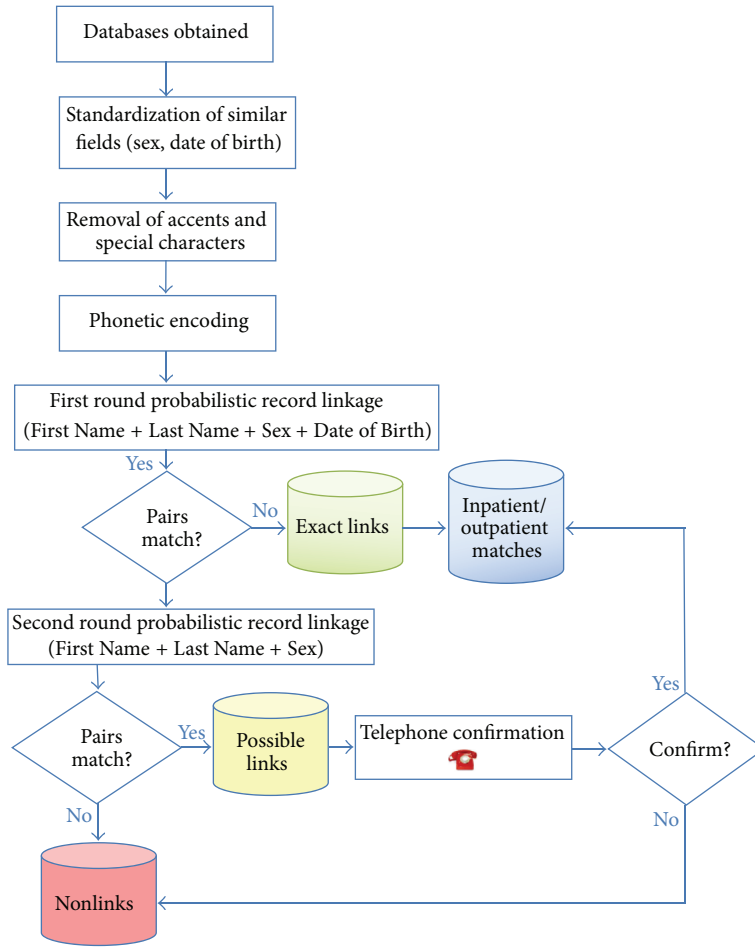 Databases obtained
Standardization of similar
fields (sex, date of birth)
Removal of accents and
special characters
Phonetic encoding
First round probabilistic record linkage
(First Name + Last Name + Sex + Date of Birth)
Yes
Pairs
match?
No
Exact links
Inpatient/
outpatient
matches
Second round probabilistic record linkage
(First Name + Last Name + Sex)
Pairs
match?
Yes
Possible
links
Telephone confirmation
Yes
Confirm?
No
No
Nonlinks